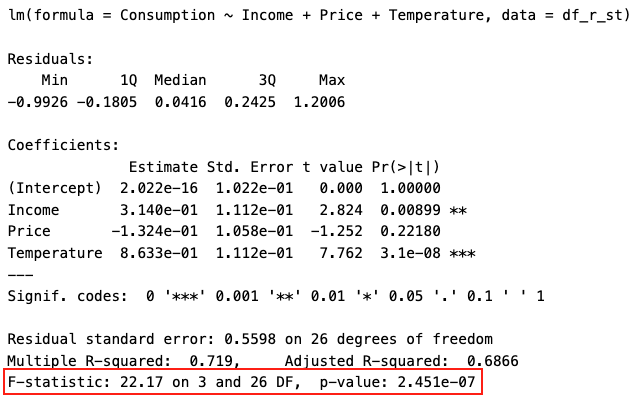 lm(formula = Consumption ~ Income + Price + Temperature, data = df_r_st)
Residuals:
Min 1Q Median 3Q Max
-0.9926 -0.1805 0.0416 0.2425 1.2006
Coefficients:
Estimate Std. Error t value Pr(>|t|)
(Intercept) 2.022e-16 1.022e-01 0.000 1.00000
Income 3.140e-01 1.112e-01 2.824 0.00899 **
Price -1.324e-01 1.058e-01 -1.252 0.22180
Temperature 8.633e-01 1.112e-01 7.762 3.1e-08 ***
---
Signif. codes: 0 '***' 0.001 '**' 0.01 '*' 0.05 '.' 0.1 ' ' 1
Residual standard error: 0.5598 on 26 degrees of freedom
Multiple R-squared: 0.719, Adjusted R-squared: 0.6866
F-statistic: 22.17 on 3 and 26 DF, p-value: 2.451e-07